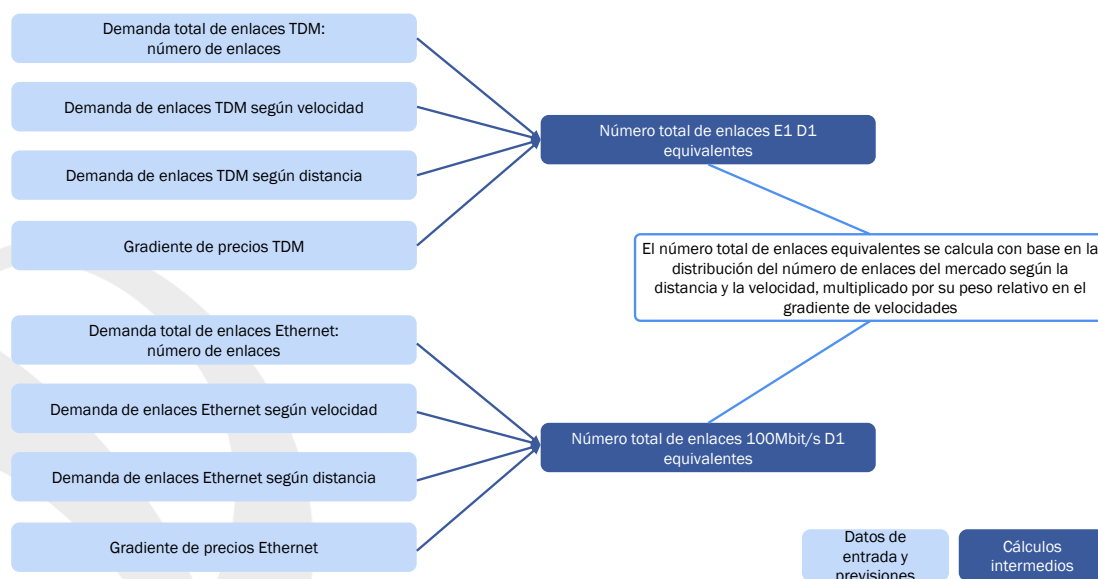 Demanda total de enlaces TDM:
número de enlaces
Demanda de enlaces TDM según velocidad
Demanda de enlaces TDM según distancia
Gradiente de precios TDM
Número total de enlaces E1 D1
equivalentes
El número total de enlaces equivalentes se calcula con base en la
distribución del número de enlaces del mercado según la
distancia y la velocidad, multiplicado por su peso relativo en el
gradiente de velocidades
Demanda total de enlaces Ethernet:
número de enlaces
Demanda de enlaces Ethernet según velocidad
Demanda de enlaces Ethernet según distancia
Gradiente de precios Ethernet
Número total de enlaces 100Mbit/s D1
equivalentes
Datos de
entrada y
previsiones
Cálculos
intermedios